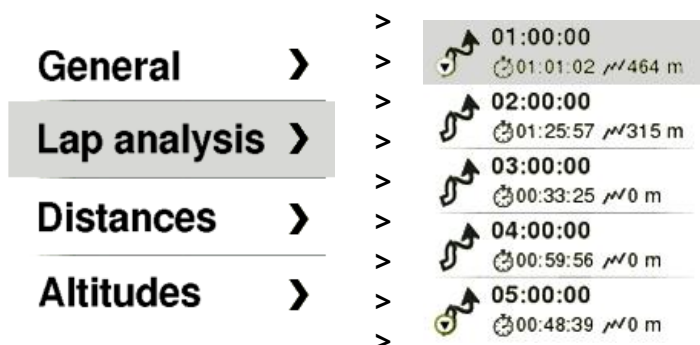 General ❯
Lap analysis ❯
Distances ❯
Altitudes ❯
>
>
>
>
>
>
>
>
>
01:00:00
01:01:02 464 m
02:00:00
01:25:57 315 m
03:00:00
00:33:25 0 m
04:00:00
00:59:56 0 m
05:00:00
00:48:39 0 m